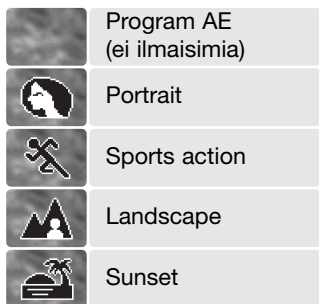 Program AE
(ei ilmaisimia)
Portrait
Sports action
Landscape
Sunset